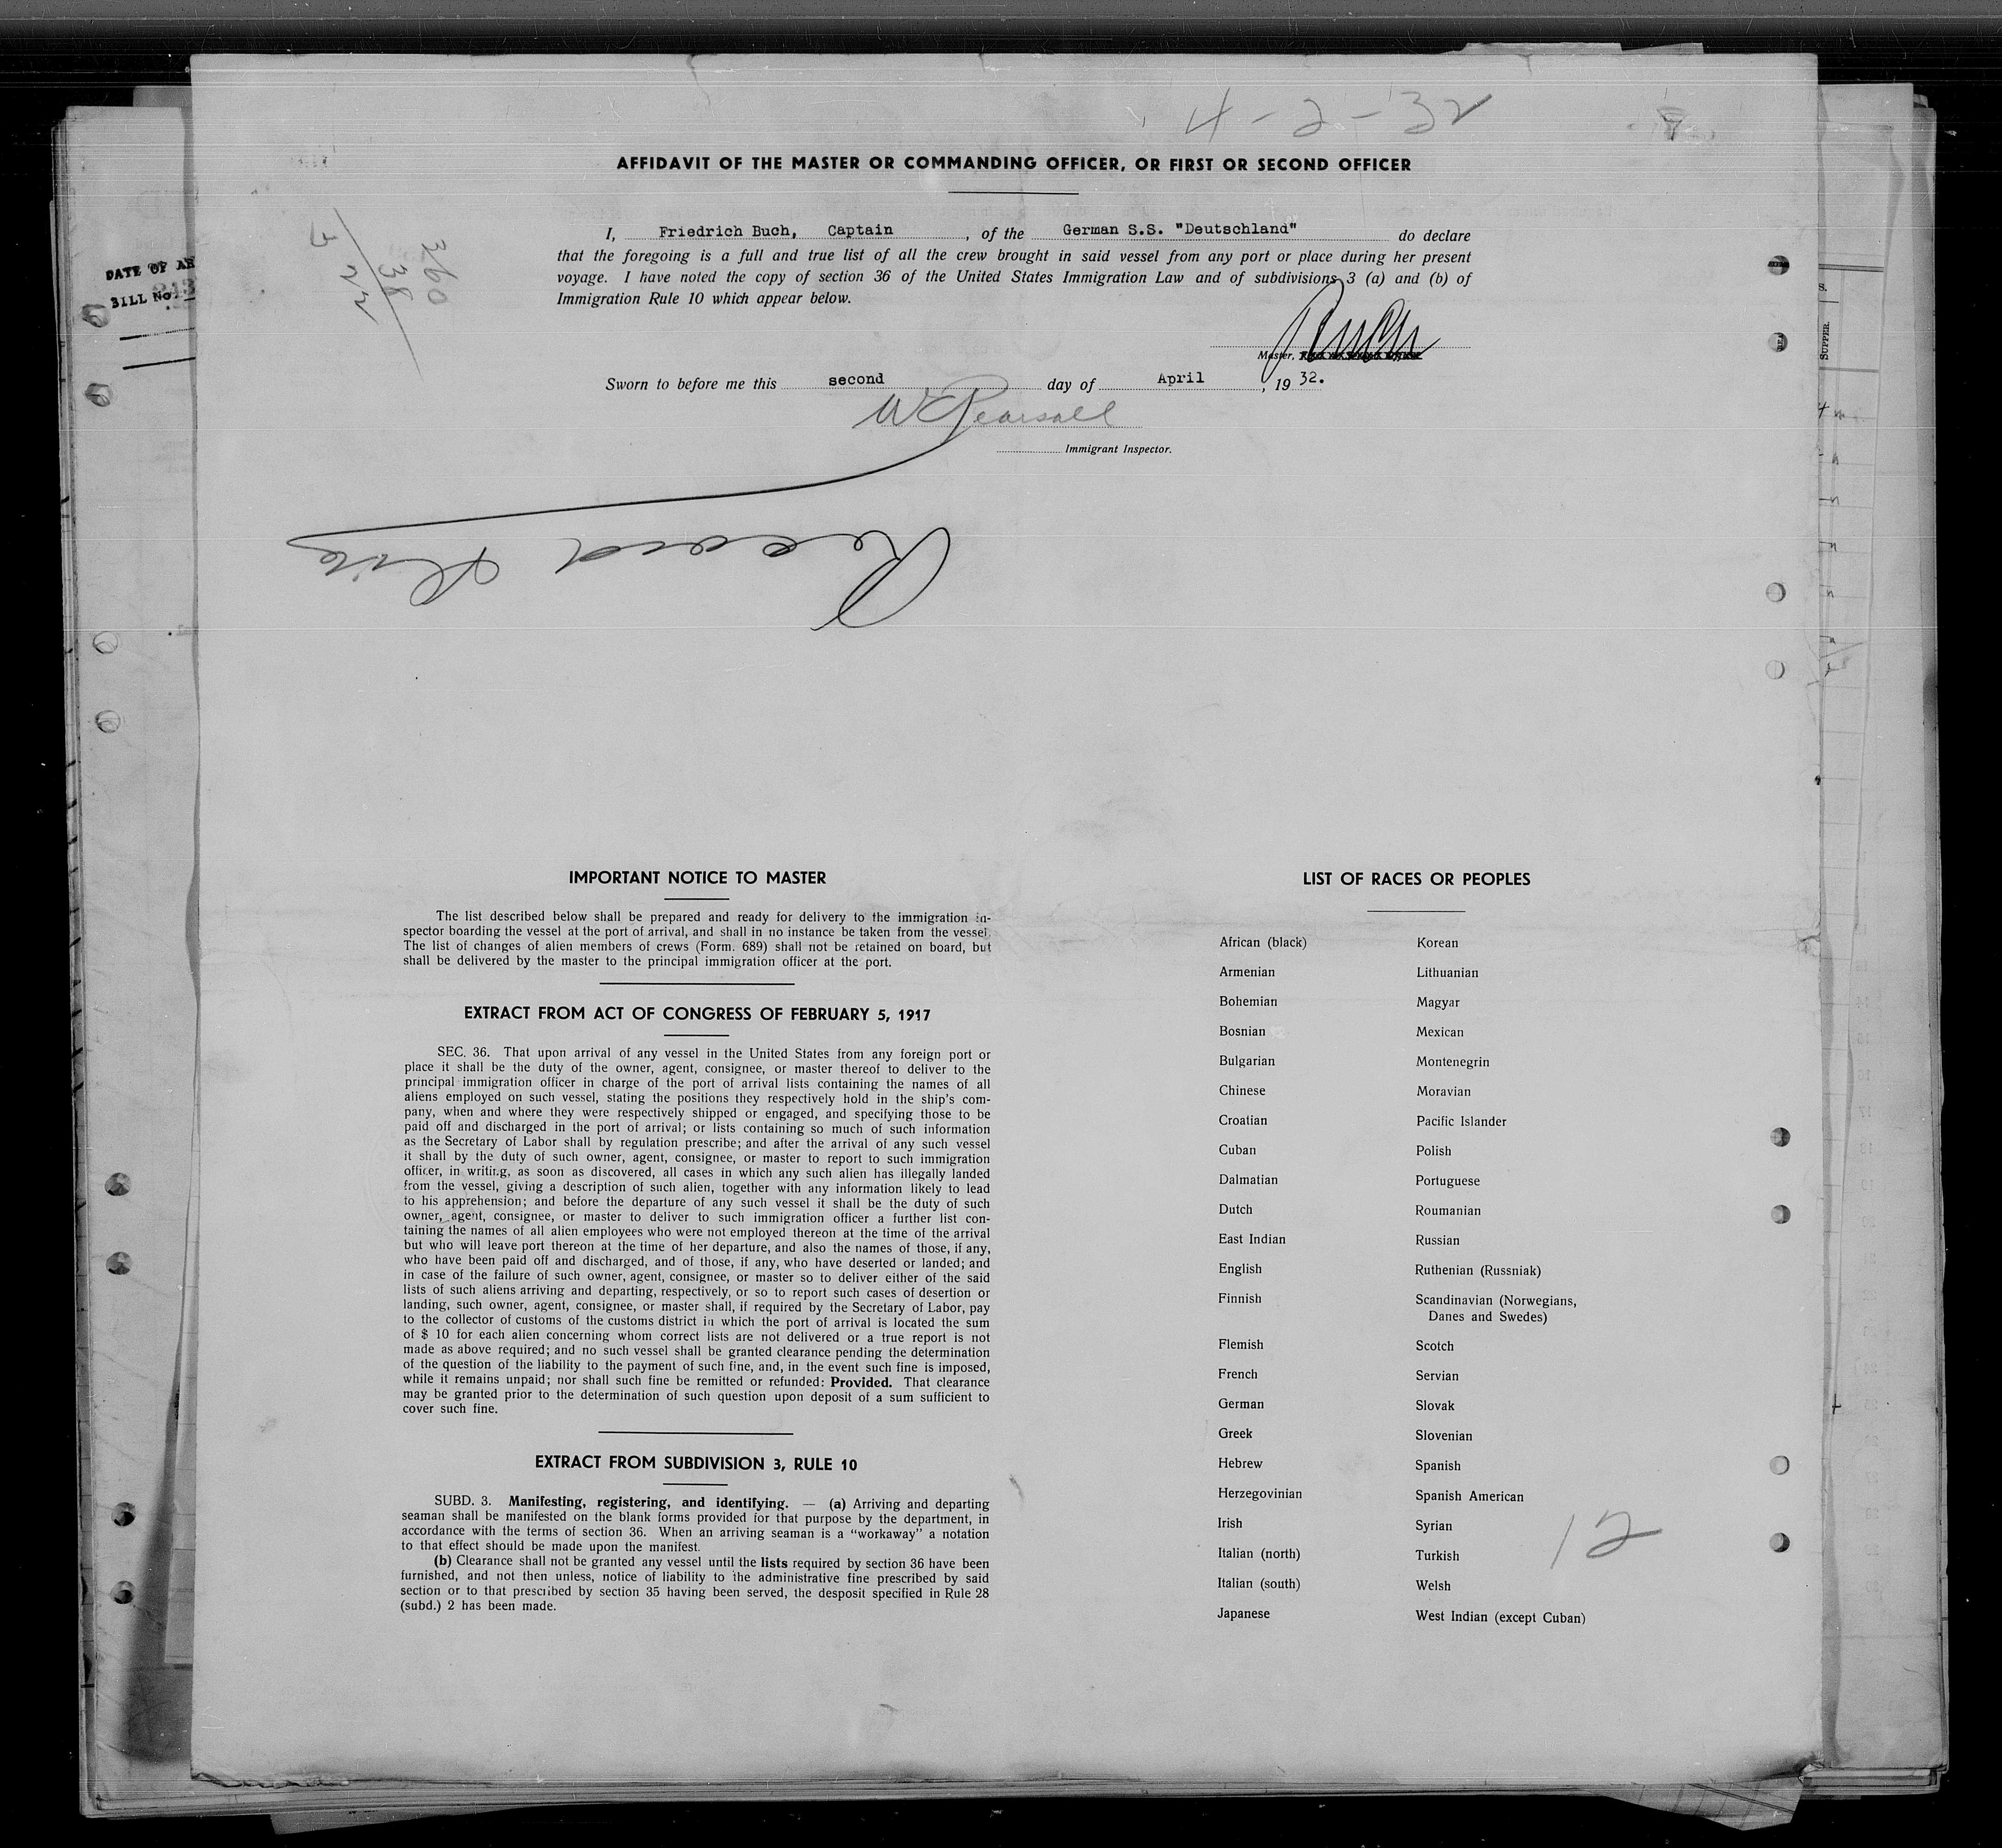 4-2-32
AFFIDAVIT OF THE MASTER OR COMMANDING OFFICER, OR FIRST OR SECOND OFFICER
I, Friedrich Buch, Captain, of the German S.S. "Deutschland" do declare
that the foregoing is a full and true list of all the crew brought in said vessel from any port or place during her present
voyage. I have noted the copy of section 36 of the United States Immigration Law and of subdivisions 3 (a) and (b) of
Immigration Rule 10 which appear below.
360
38
322
DATE OF AR
BILL No.
Buch
Master,
Sworn to before me this second day of April, 1932.
W Pearsall
Immigrant Inspector.
SUPPER.
IMPORTANT NOTICE TO MASTER
The list described below shall be prepared and ready for delivery to the immigration in-
spector boarding the vessel at the port of arrival, and shall in no instance be taken from the vessel.
The list of changes of alien members of crews (Form. 689) shall not be retained on board, but
shall be delivered by the master to the principal immigration officer at the port.
EXTRACT FROM ACT OF CONGRESS OF FEBRUARY 5, 1917
SEC. 36. That upon arrival of any vessel in the United States from any foreign port or
place it shall be the duty of the owner, agent, consignee, or master thereof to deliver to the
principal immigration officer in charge of the port of arrival lists containing the names of all
aliens employed on such vessel, stating the positions they respectively hold in the ship's com-
pany, when and where they were respectively shipped or engaged, and specifying those to be
paid off and discharged in the port of arrival; or lists containing so much of such information
as the Secretary of Labor shall by regulation prescribe; and after the arrival of any such vessel
it shall by the duty of such owner, agent, consignee, or master to report to such immigration
officer, in writing, as soon as discovered, all cases in which any such alien has illegally landed
from the vessel, giving a description of such alien, together with any information likely to lead
to his apprehension; and before the departure of any such vessel it shall be the duty of such
owner, agent, consignee, or master to deliver to such immigration officer a further list con-
taining the names of all alien employees who were not employed thereon at the time of the arrival
but who will leave port thereon at the time of her departure, and also the names of those, if any,
who have been paid off and discharged, and of those, if any, who have deserted or landed; and
in case of the failure of such owner, agent, consignee, or master so to deliver either of the said
lists of such aliens arriving and departing, respectively, or so to report such cases of desertion or
landing, such owner, agent, consignee, or master shall, if required by the Secretary of Labor, pay
to the collector of customs of the customs district in which the port of arrival is located the sum
of $ 10 for each alien concerning whom correct lists are not delivered or a true report is not
made as above required; and no such vessel shall be granted clearance pending the determination
of the question of the liability to the payment of such fine, and, in the event such fine is imposed,
while it remains unpaid; nor shall such fine be remitted or refunded: Provided. That clearance
may be granted prior to the determination of such question upon deposit of a sum sufficient to
cover such fine.
EXTRACT FROM SUBDIVISION 3, RULE 10
SUBD. 3. Manifesting, registering, and identifying. — (a) Arriving and departing
seaman shall be manifested on the blank forms provided for that purpose by the department, in
accordance with the terms of section 36. When an arriving seaman is a "workaway" a notation
to that effect should be made upon the manifest.
(b) Clearance shall not be granted any vessel until the lists required by section 36 have been
furnished, and not then unless, notice of liability to the administrative fine prescribed by said
section or to that prescribed by section 35 having been served, the desposit specified in Rule 28
(subd.) 2 has been made.
LIST OF RACES OR PEOPLES
African (black)
Armenian
Bohemian
Bosnian
Bulgarian
Chinese
Croatian
Cuban
Dalmatian
Dutch
East Indian
English
Finnish
Flemish
French
German
Greek
Hebrew
Herzegovinian
Irish
Italian (north)
Italian (south)
Japanese
Korean
Lithuanian
Magyar
Mexican
Montenegrin
Moravian
Pacific Islander
Polish
Portuguese
Roumanian
Russian
Ruthenian (Russniak)
Scandinavian (Norwegians,
Danes and Swedes)
Scotch
Servian
Slovak
Slovenian
Spanish
Spanish American
Syrian
Turkish
Welsh
West Indian (except Cuban)
12